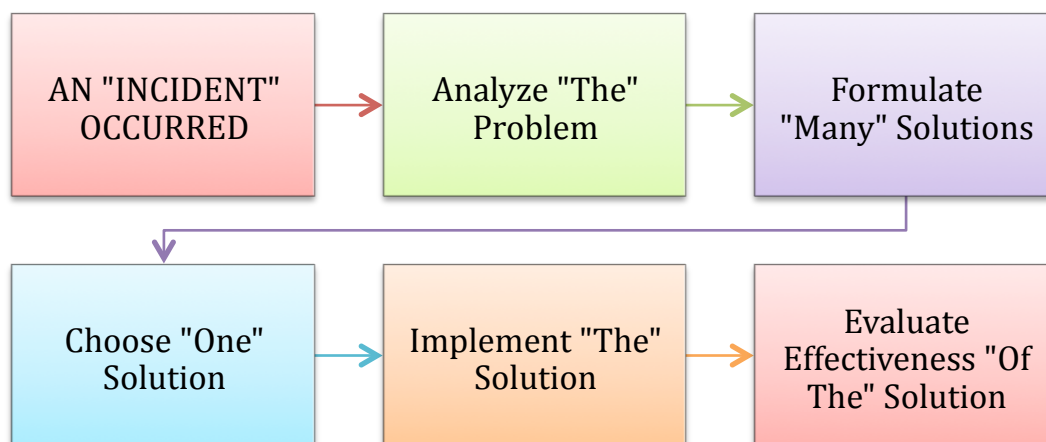 AN "INCIDENT"
OCCURRED
Analyze "The"
Problem
Formulate
"Many" Solutions
Choose "One"
Solution
Implement "The"
Solution
Evaluate
Effectiveness "Of
The" Solution